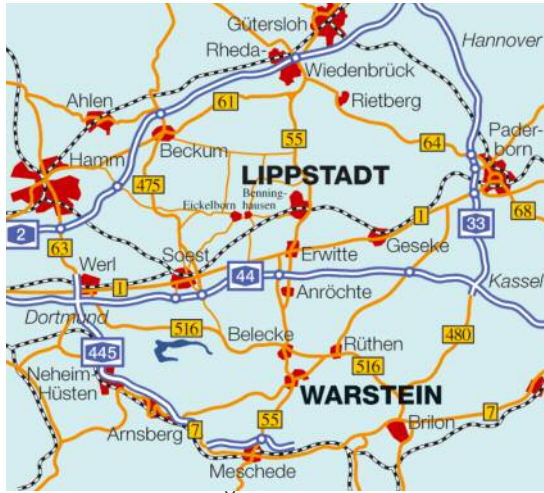 Gütersloh
Hannover
Rheda-
Wiedenbrück
Ahlen
61
Rietberg
55
64
Pader-
born
Hamm
Beckum
475
LIPPSTADT
Benning-
Eickelborn hausen
1
33
68
2
63
Soest
Erwitte
Geseke
Werl
44
Kassel
1
Anröchte
Dortmund
516
Belecke
Rüthen
480
445
516
Neheim-
Hüsten
WARSTEIN
55
7
Arnsberg
7
Brilon
Meschede